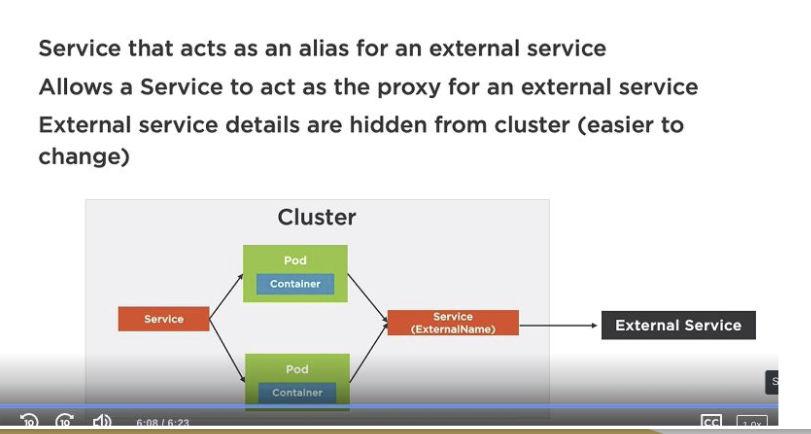 Service that acts as an alias for an external service
Allows a Service to act as the proxy for an external service
External service details are hidden from cluster (easier to
change)
Cluster
Pod
Container
Service
Service
(ExternalName)
External Service
Pod
Container
S
10
10
6:08 / 6:23
CC
1.0x